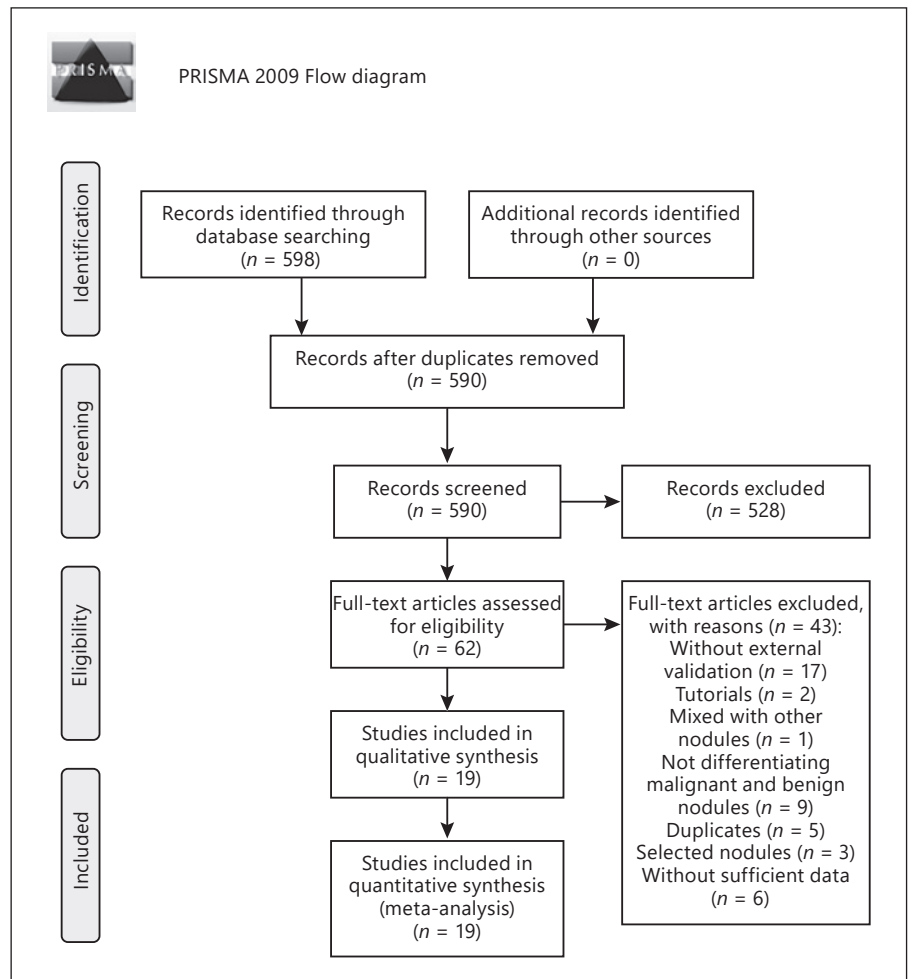 PRISMA
PRISMA 2009 Flow diagram
Identification
Records identified through
database searching
(n = 598)
Additional records identified
through other sources
(n = 0)
Records after duplicates removed
(n = 590)
Screening
Records screened
(n = 590)
Records excluded
(n = 528)
Eligibility
Full-text articles assessed
for eligibility
(n = 62)
Full-text articles excluded,
with reasons (n = 43):
Without external
validation (n = 17)
Tutorials (n = 2)
Mixed with other
nodules (n = 1)
Not differentiating
malignant and benign
nodules (n = 9)
Duplicates (n = 5)
Selected nodules (n = 3)
Without sufficient data
(n = 6)
Studies included in
qualitative synthesis
(n = 19)
Included
Studies included in
quantitative synthesis
(meta-analysis)
(n = 19)